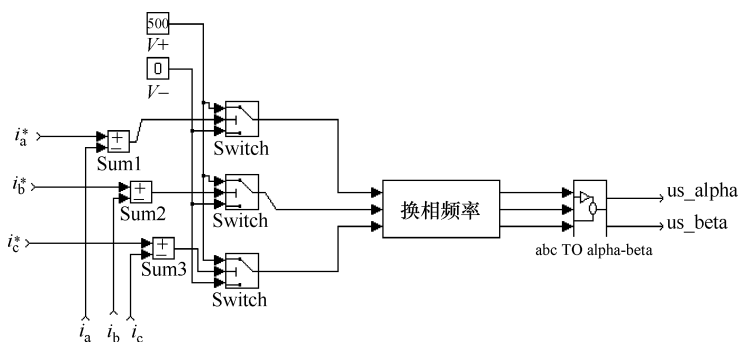 500
V+
0
V−
i*a
Sum1
Switch
i*b
Sum2
Switch
i*c
Sum3
Switch
换相频率
us_alpha
us_beta
abc TO alpha-beta
ia
ib
ic